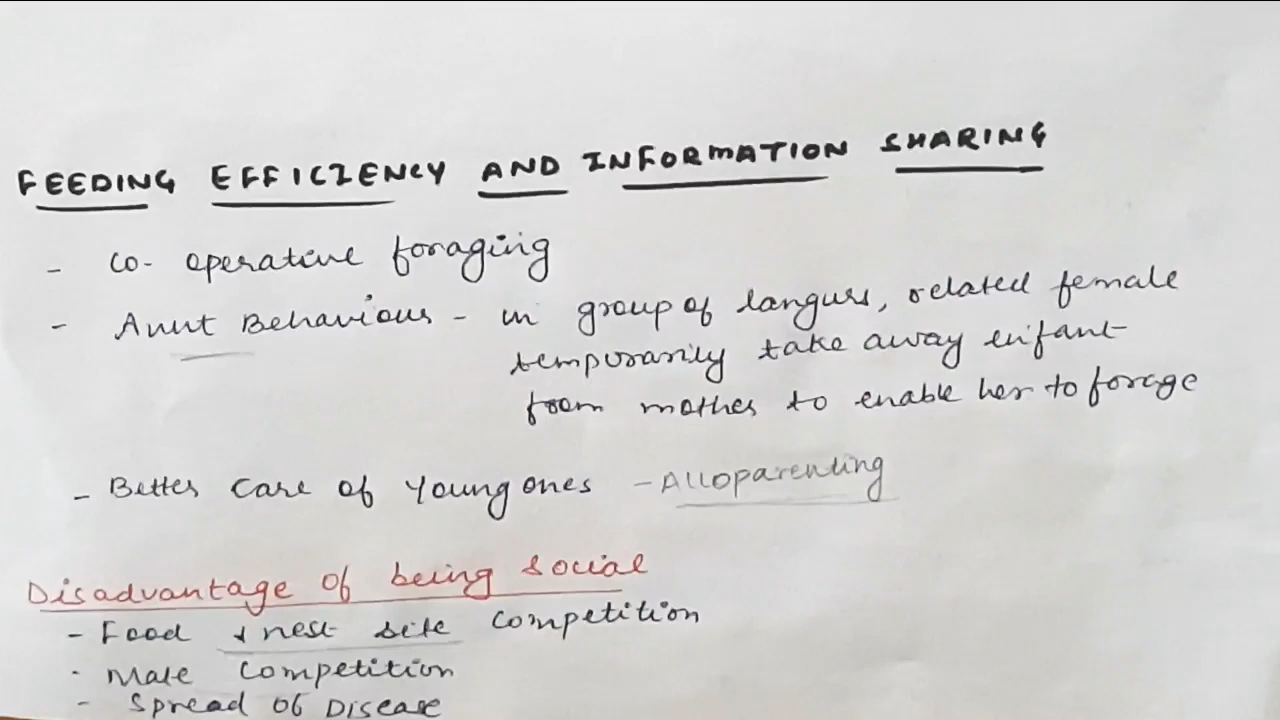 FEEDING EFFICIENCY AND INFORMATION SHARING
- Co-operative foraging
- Anut Behaviour - in group of langurs, related female
temporarily take away infant
from mother to enable her to forage
- Better care of young ones - Alloparenting
Disadvantage of being social
- Food & nest site competition
- Mate competition
- Spread of Disease